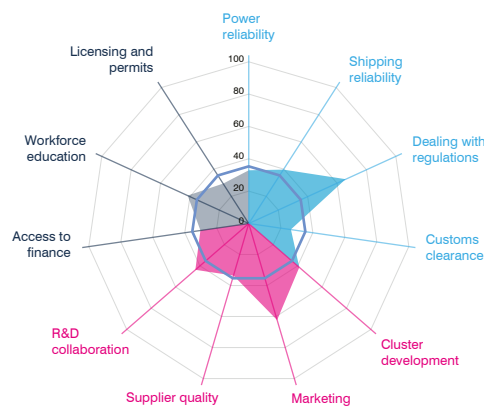 Power
reliability
Licensing and
permits
Shipping
reliability
100
80
60
40
20
0
Workforce
education
Dealing with
regulations
Access to
finance
Customs
clearance
R&D
collaboration
Cluster
development
Supplier quality
Marketing